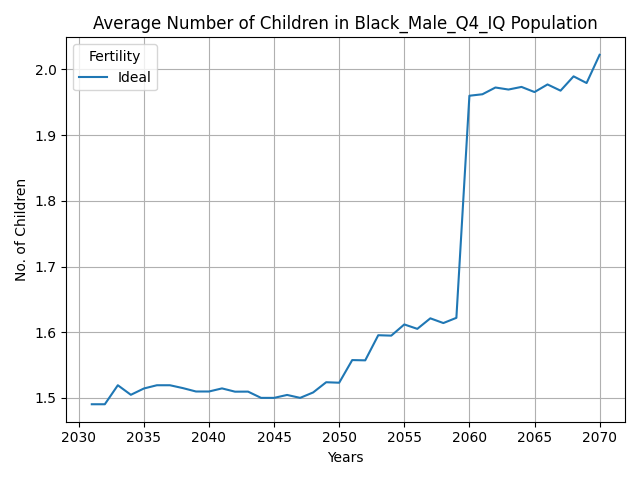 Average Number of Children in Black_Male_Q4_IQ Population
Fertility
Ideal
2.0
1.9
1.8
1.7
1.6
1.5
No. of Children
2030 2035 2040 2045 2050 2055 2060 2065 2070
Years